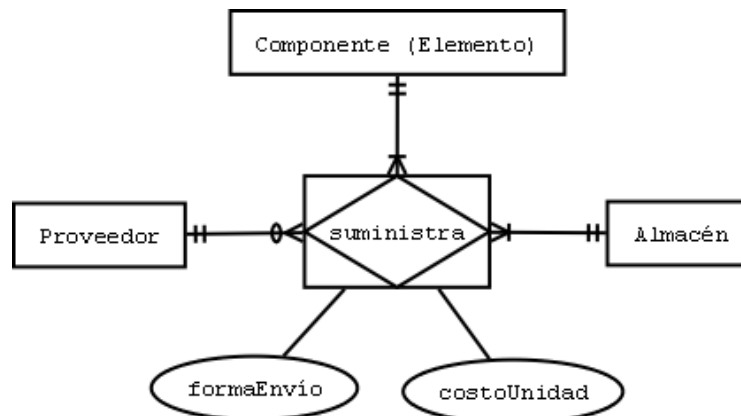 Componente (Elemento)
Proveedor
suministra
Almacén
formaEnvío
costoUnidad